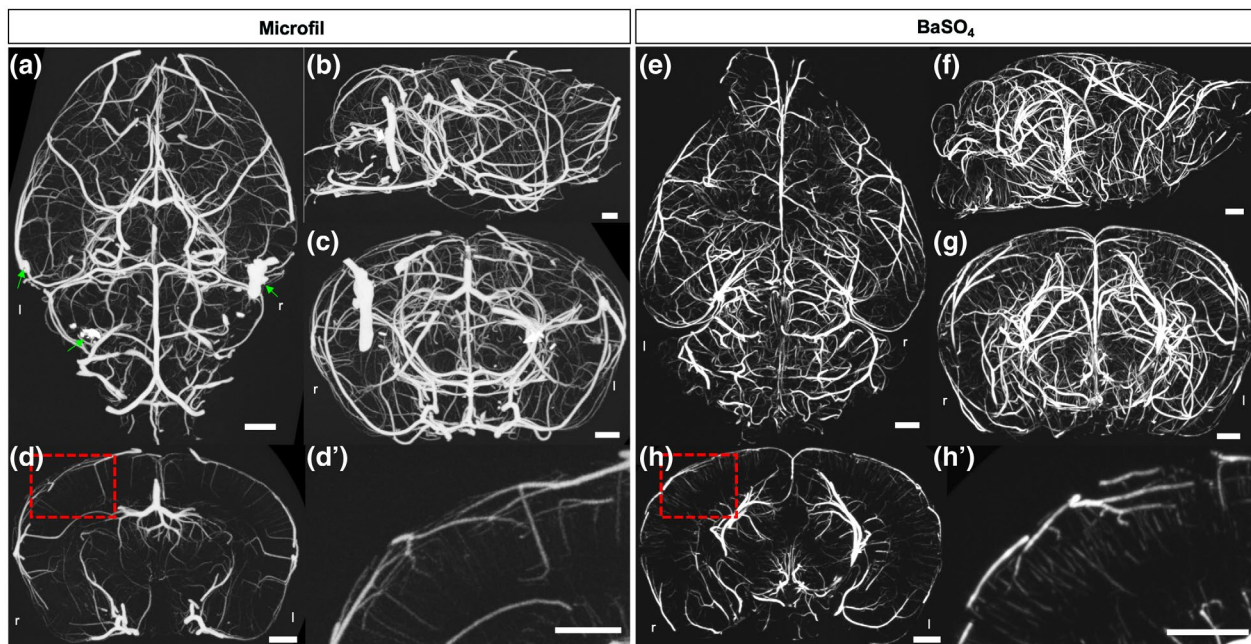 Microfil
BaSO₄
(a)
(b)
(c)
l
r
r
l
(d)
(d')
r
l
(e)
(f)
(g)
l
r
r
l
(h)
(h')
r
l